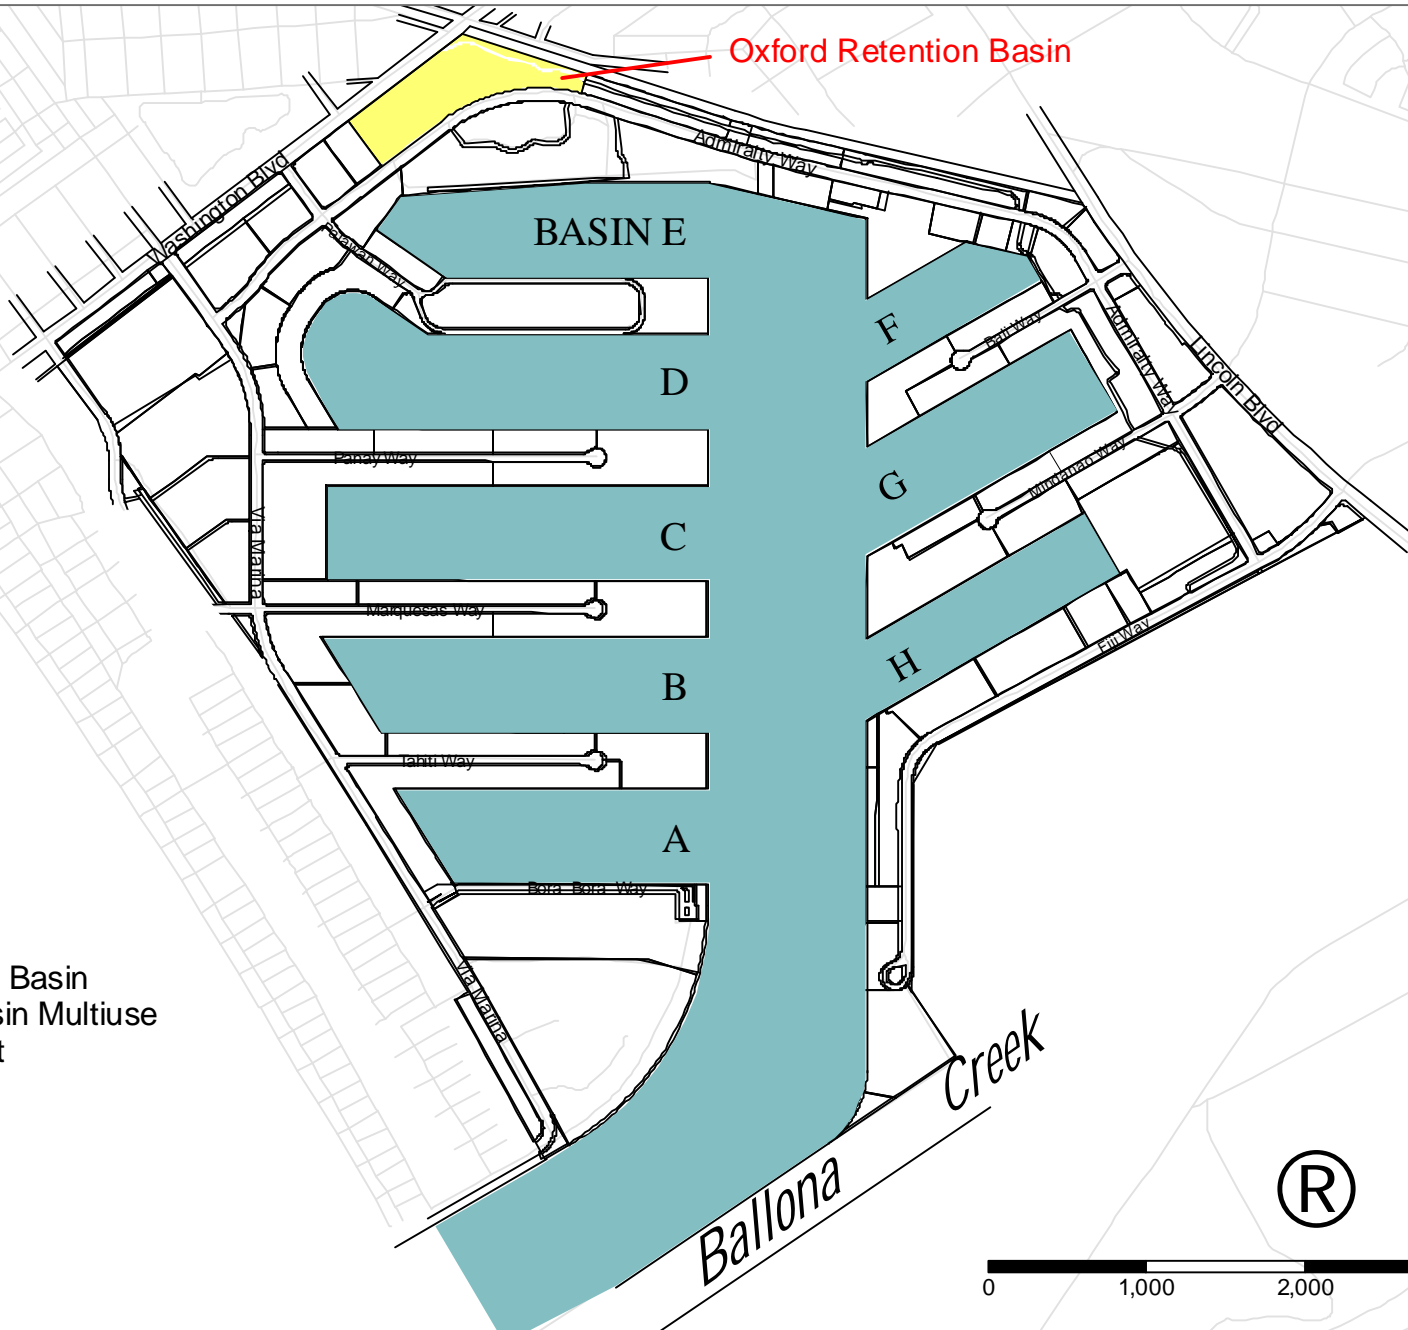 Oxford Retention Basin
Washington Blvd
Admiralty Way
BASIN E
Palawan Way
F
Bali Way
Admiralty Way
Lincoln Blvd
D
Panay Way
G
Mindanao Way
Via Marina
C
Marquesas Way
H
Fiji Way
B
Tahiti Way
A
Bora Bora Way
Via Marina
Basin
sin Multiuse
t
Ballona Creek
®
0 1,000 2,000